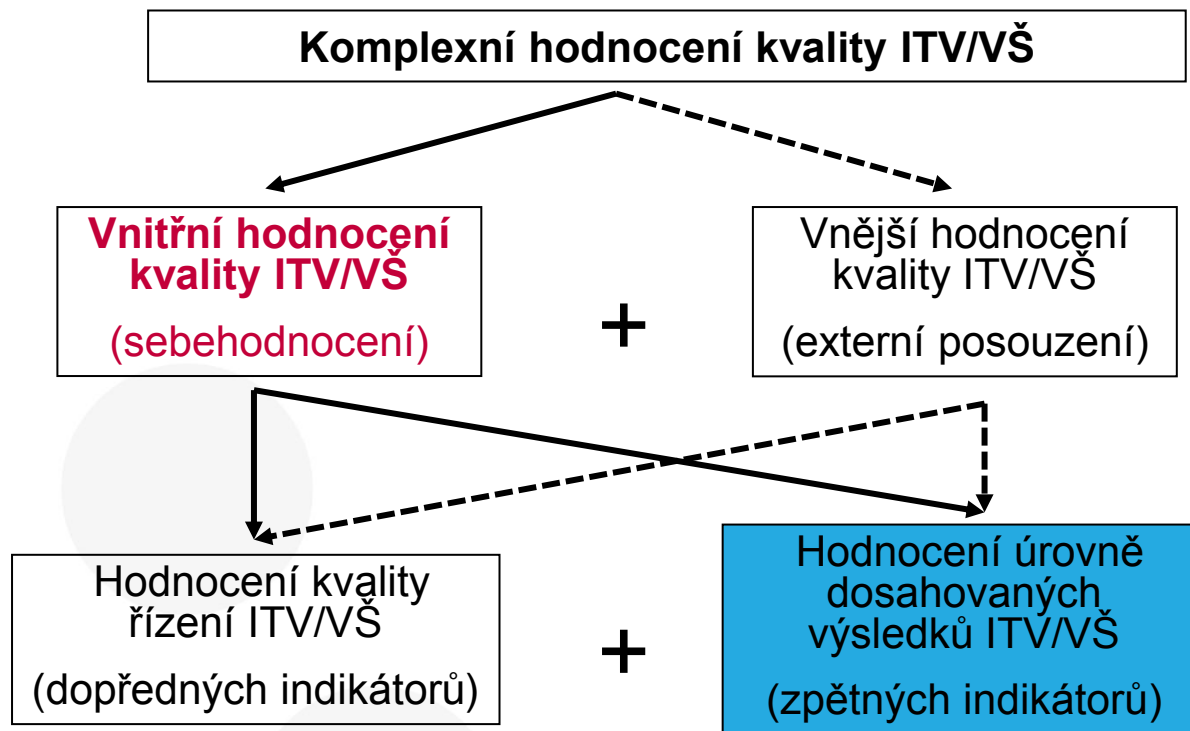 Komplexní hodnocení kvality ITV/VŠ
Vnitřní hodnocení
kvality ITV/VŠ
(sebehodnocení)
+
Vnější hodnocení
kvality ITV/VŠ
(externí posouzení)
Hodnocení kvality
řízení ITV/VŠ
(dopředných indikátorů)
+
Hodnocení úrovně
dosahovaných
výsledků ITV/VŠ
(zpětných indikátorů)